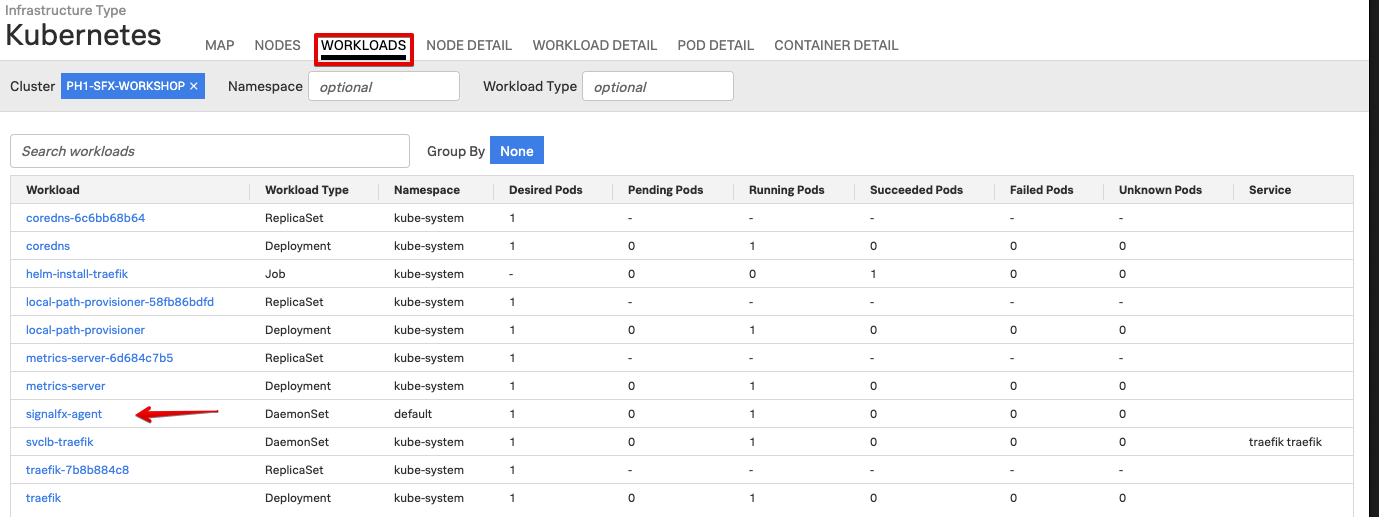 Infrastructure Type
Kubernetes MAP NODES WORKLOADS NODE DETAIL WORKLOAD DETAIL POD DETAIL CONTAINER DETAIL
Cluster PH1-SFX-WORKSHOP × Namespace optional Workload Type optional
Search workloads Group By None
Workload Workload Type Namespace Desired Pods Pending Pods Running Pods Succeeded Pods Failed Pods Unknown Pods Service
coredns-6c6bb68b64 ReplicaSet kube-system 1 - - - - -
coredns Deployment kube-system 1 0 1 0 0 0
helm-install-traefik Job kube-system - 0 0 1 0 0
local-path-provisioner-58fb86bdfd ReplicaSet kube-system 1 - - - - -
local-path-provisioner Deployment kube-system 1 0 1 0 0 0
metrics-server-6d684c7b5 ReplicaSet kube-system 1 - - - - -
metrics-server Deployment kube-system 1 0 1 0 0 0
signalfx-agent DaemonSet default 1 0 1 0 0 0
svclb-traefik DaemonSet kube-system 1 0 1 0 0 0 traefik traefik
traefik-7b8b884c8 ReplicaSet kube-system 1 - - - - -
traefik Deployment kube-system 1 0 1 0 0 0